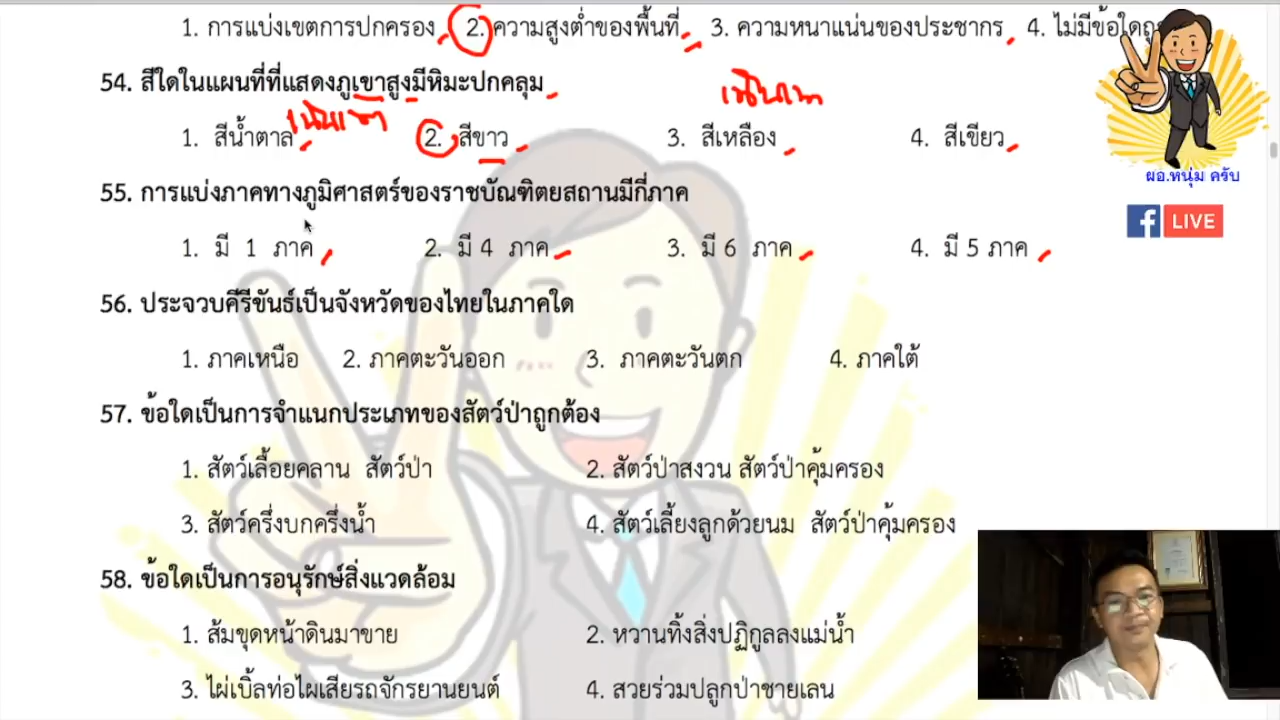 1. การแบ่งเขตการปกครอง 2. ความสูงต่ำของพื้นที่ 3. ความหนาแน่นของประชากร 4. ไม่มีข้อใดถู
54. สีใดในแผนที่ที่แสดงภูเขาสูงมีหิมะปกคลุม
1. สีน้ำตาล 2. สีขาว 3. สีเหลือง 4. สีเขียว
ผอ.หนุ่ม ครับ
55. การแบ่งภาคทางภูมิศาสตร์ของราชบัณฑิตยสถานมีกี่ภาค
f LIVE
1. มี 1 ภาค 2. มี 4 ภาค 3. มี 6 ภาค 4. มี 5 ภาค
56. ประจวบคีรีขันธ์เป็นจังหวัดของไทยในภาคใด
1. ภาคเหนือ 2. ภาคตะวันออก 3. ภาคตะวันตก 4. ภาคใต้
57. ข้อใดเป็นการจำแนกประเภทของสัตว์ป่าถูกต้อง
1. สัตว์เลื้อยคลาน สัตว์ป่า 2. สัตว์ป่าสงวน สัตว์ป่าคุ้มครอง
3. สัตว์ครึ่งบกครึ่งน้ำ 4. สัตว์เลี้ยงลูกด้วยนม สัตว์ป่าคุ้มครอง
58. ข้อใดเป็นการอนุรักษ์สิ่งแวดล้อม
1. ส้มขุดหน้าดินมาขาย 2. หวานทิ้งสิ่งปฏิกูลลงแม่น้ำ
3. ไผ่เบิ้ลท่อไผเสียรถจักรยานยนต์ 4. สวยร่วมปลูกป่าชายเลน